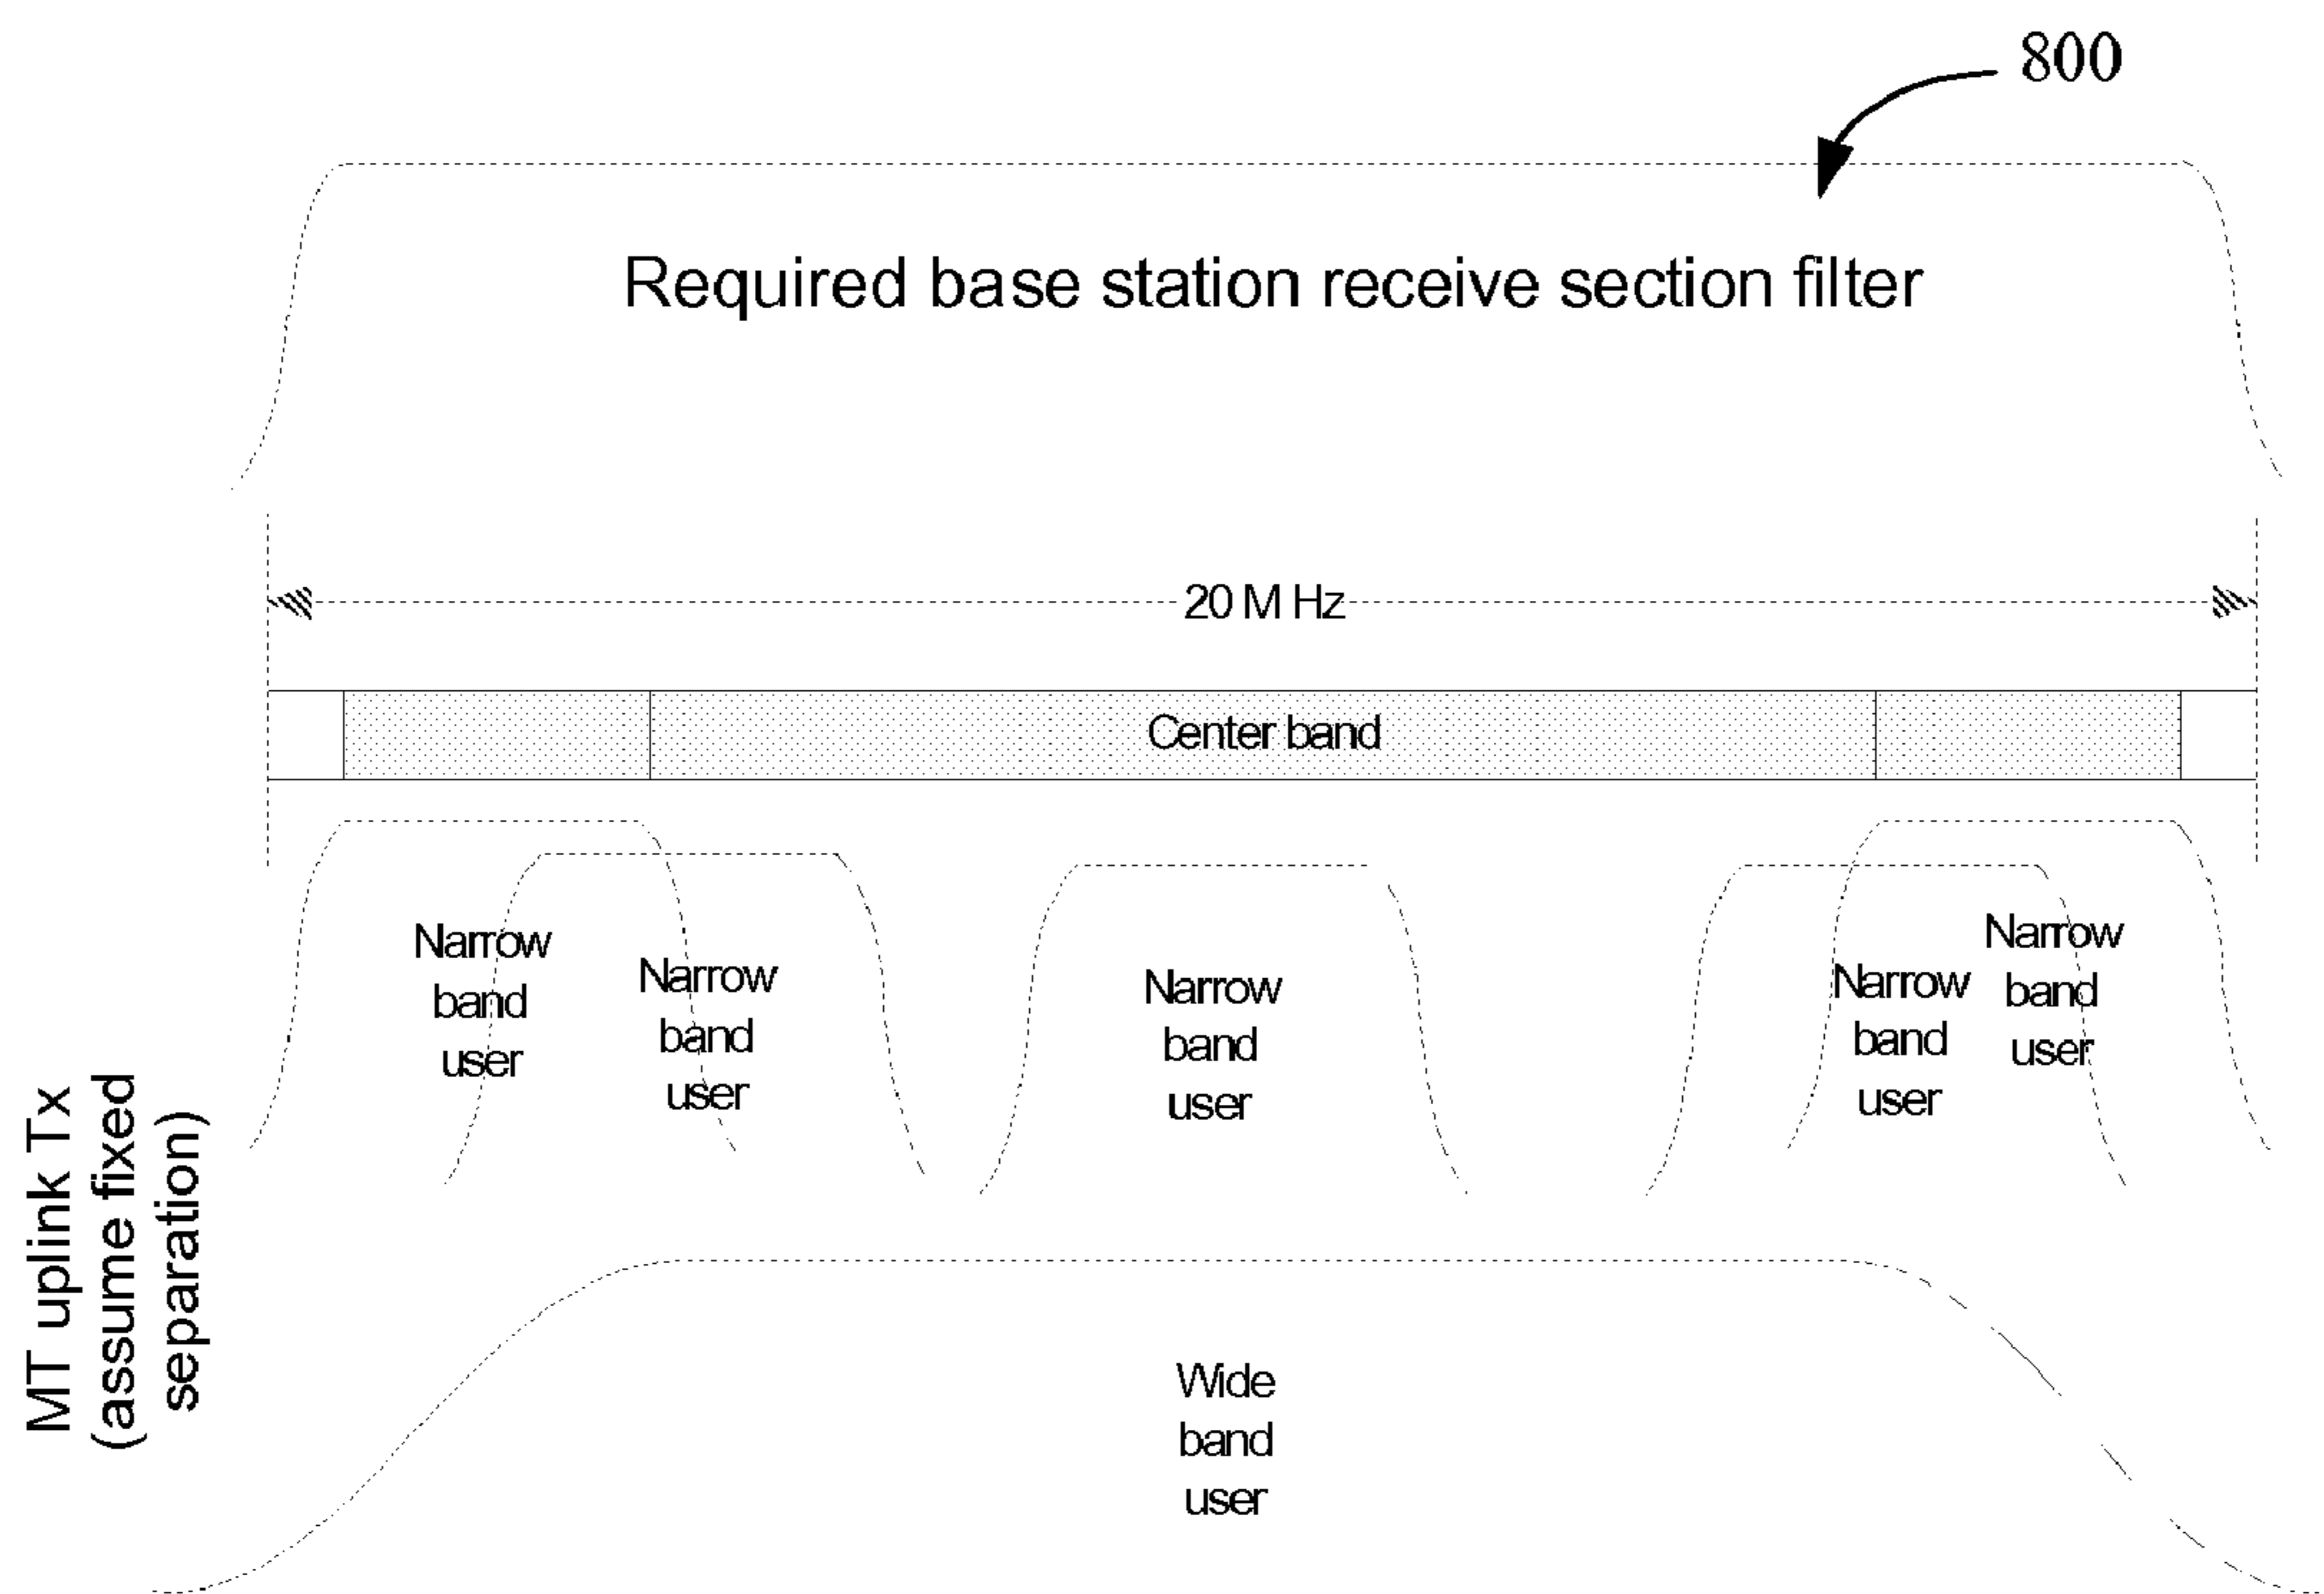 800
Required base station receive section filter
20 M Hz
Center band
Narrow
band
user
Narrow
band
user
Narrow
band
user
Narrow
band
user
Narrow
band
user
MT uplink Tx
(assume fixed
separation)
Wide
band
user